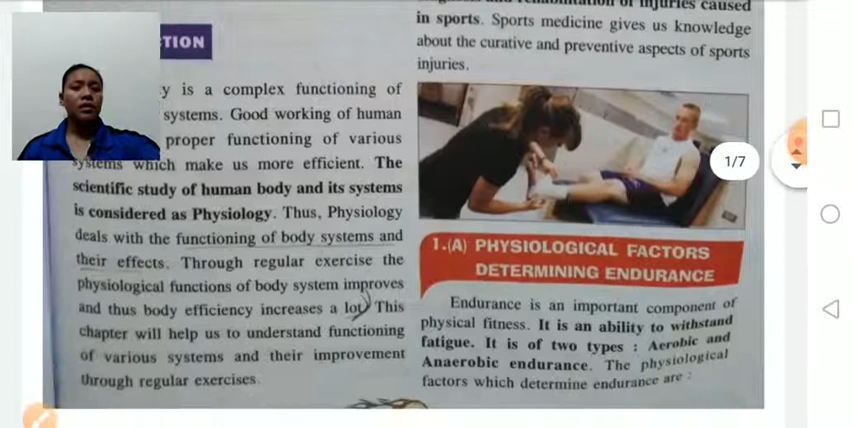 TION
y is a complex functioning of
systems. Good working of human
proper functioning of various
systems which make us more efficient. The
scientific study of human body and its systems
is considered as Physiology. Thus, Physiology
deals with the functioning of body systems and
their effects. Through regular exercise the
physiological functions of body system improves
and thus body efficiency increases a lot. This
chapter will help us to understand functioning
of various systems and their improvement
through regular exercises.
of injuries caused
in sports. Sports medicine gives us knowledge
about the curative and preventive aspects of sports
injuries.
1.(A) PHYSIOLOGICAL FACTORS
DETERMINING ENDURANCE
Endurance is an important component of
physical fitness. It is an ability to withstand
fatigue. It is of two types : Aerobic and
Anaerobic endurance. The physiological
factors which determine endurance are :
1/7